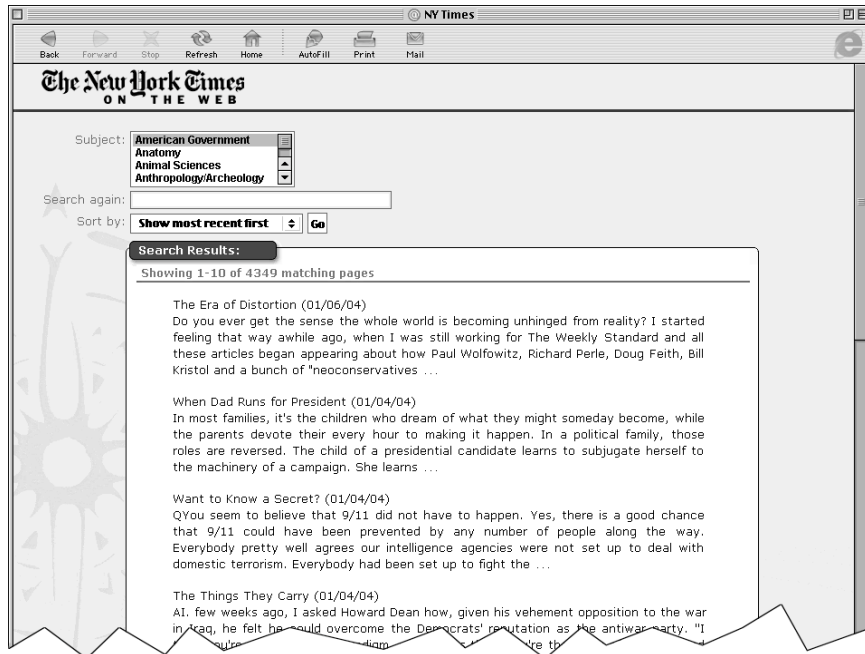 NY Times
Back Forward Stop Refresh Home AutoFill Print Mail
The New York Times
ON THE WEB
Subject: American Government
Anatomy
Animal Sciences
Anthropology/Archeology
Search again:
Sort by: Show most recent first Go
Search Results:
Showing 1-10 of 4349 matching pages
The Era of Distortion (01/06/04)
Do you ever get the sense the whole world is becoming unhinged from reality? I started
feeling that way awhile ago, when I was still working for The Weekly Standard and all
these articles began appearing about how Paul Wolfowitz, Richard Perle, Doug Feith, Bill
Kristol and a bunch of "neoconservatives ...
When Dad Runs for President (01/04/04)
In most families, it's the children who dream of what they might someday become, while
the parents devote their every hour to making it happen. In a political family, those
roles are reversed. The child of a presidential candidate learns to subjugate herself to
the machinery of a campaign. She learns ...
Want to Know a Secret? (01/04/04)
QYou seem to believe that 9/11 did not have to happen. Yes, there is a good chance
that 9/11 could have been prevented by any number of people along the way.
Everybody pretty well agrees our intelligence agencies were not set up to deal with
domestic terrorism. Everybody had been set up to fight the ...
The Things They Carry (01/04/04)
AI. few weeks ago, I asked Howard Dean how, given his vehement opposition to the war
in Iraq, he felt he could overcome the Democrats' reputation as the antiwar party. "I